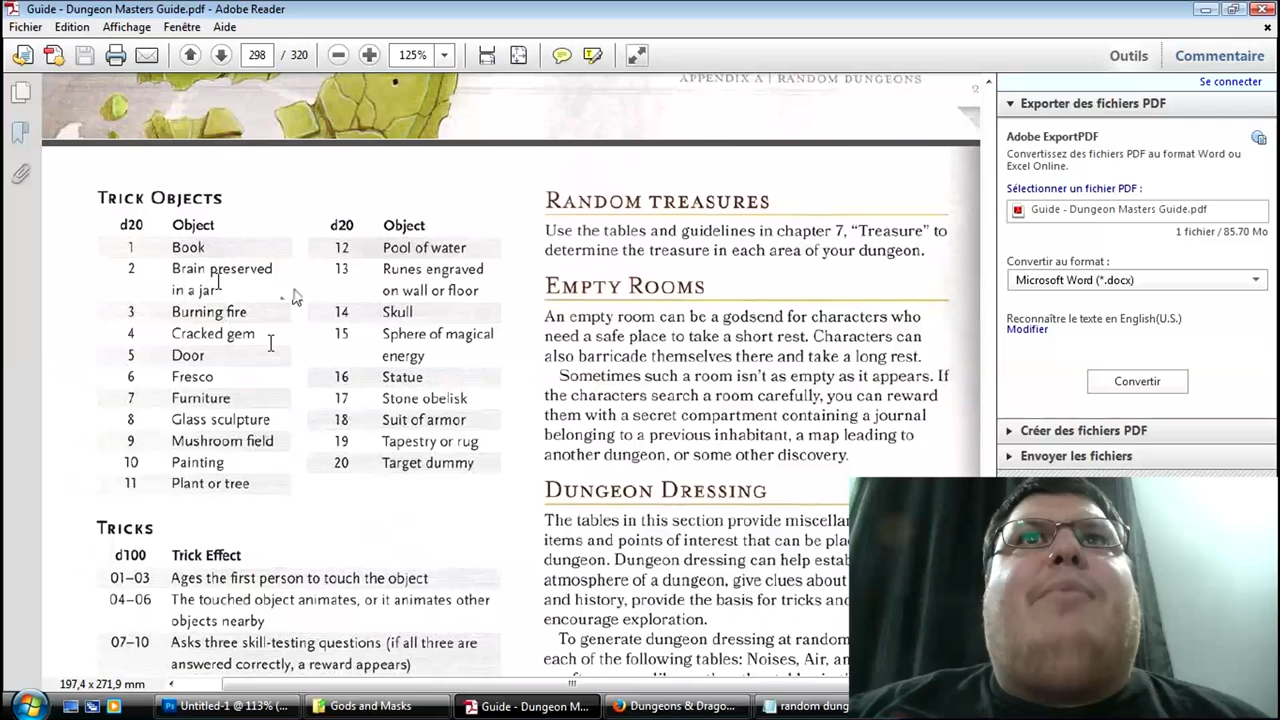 Guide - Dungeon Masters Guide.pdf - Adobe Reader
Fichier Edition Affichage Fenêtre Aide
298 / 320
125%
Outils
Commentaire
APPENDIX A | RANDOM DUNGEONS
TRICK OBJECTS
d20 Object
1 Book
2 Brain preserved
in a jar
3 Burning fire
4 Cracked gem
5 Door
6 Fresco
7 Furniture
8 Glass sculpture
9 Mushroom field
10 Painting
11 Plant or tree
d20 Object
12 Pool of water
13 Runes engraved
on wall or floor
14 Skull
15 Sphere of magical
energy
16 Statue
17 Stone obelisk
18 Suit of armor
19 Tapestry or rug
20 Target dummy
TRICKS
d100 Trick Effect
01–03 Ages the first person to touch the object
04–06 The touched object animates, or it animates other
objects nearby
07–10 Asks three skill-testing questions (if all three are
answered correctly, a reward appears)
RANDOM TREASURES
Use the tables and guidelines in chapter 7, "Treasure" to
determine the treasure in each area of your dungeon.
EMPTY ROOMS
An empty room can be a godsend for characters who
need a safe place to take a short rest. Characters can
also barricade themselves there and take a long rest.
Sometimes such a room isn't as empty as it appears. If
the characters search a room carefully, you can reward
them with a secret compartment containing a journal
belonging to a previous inhabitant, a map leading to
another dungeon, or some other discovery.
DUNGEON DRESSING
The tables in this section provide miscellan
items and points of interest that can be plac
dungeon. Dungeon dressing can help estab
atmosphere of a dungeon, give clues about
and history, provide the basis for tricks and
encourage exploration.
To generate dungeon dressing at random
each of the following tables: Noises, Air, an
Se connecter
Exporter des fichiers PDF
Adobe ExportPDF
Convertissez des fichiers PDF au format Word ou
Excel Online.
Sélectionner un fichier PDF :
Guide - Dungeon Masters Guide.pdf
1 fichier / 85.70 Mo
Convertir au format :
Microsoft Word (*.docx)
Reconnaître le texte en English(U.S.)
Modifier
Convertir
Créer des fichiers PDF
Envoyer les fichiers
197,4 x 271,9 mm
Untitled-1 @ 113% (...
Gods and Masks
Guide - Dungeon M...
Dungeons & Drago...
random dung